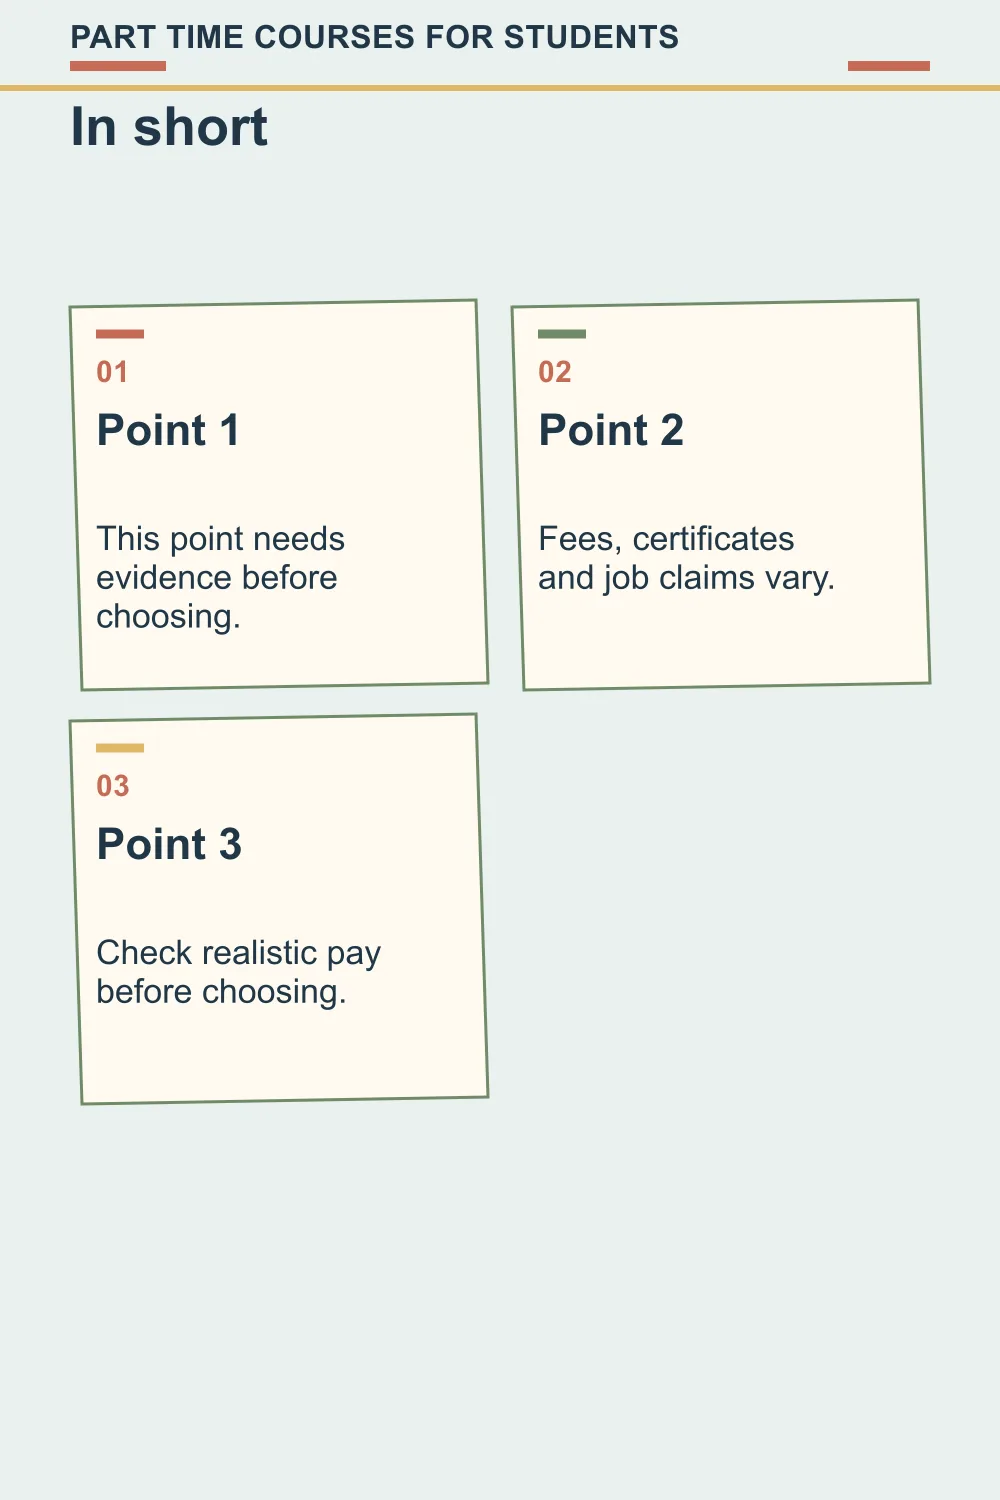 PART TIME COURSES FOR STUDENTS
In short
01
Point 1
This point needs
evidence before
choosing.
02
Point 2
Fees, certificates
and job claims vary.
03
Point 3
Check realistic pay
before choosing.